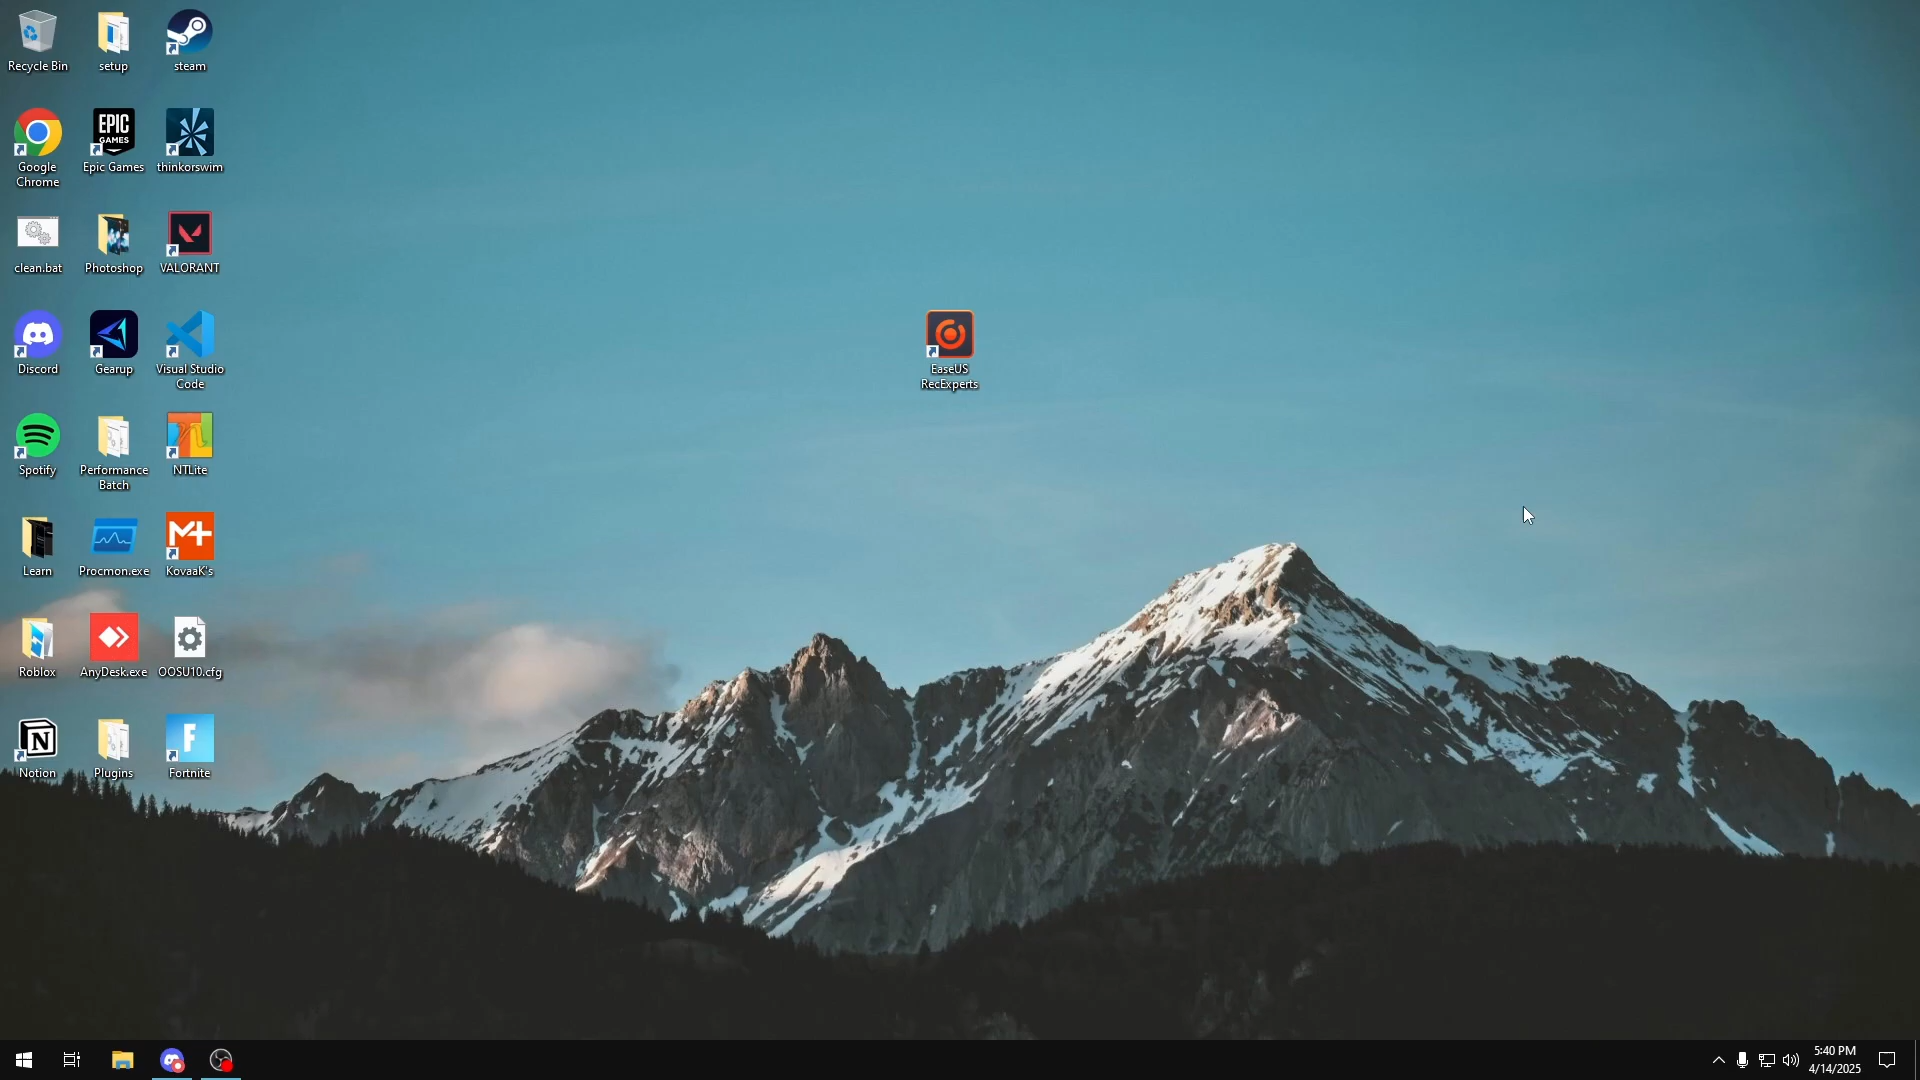 Recycle Bin
setup
steam
Google
Chrome
EPIC
GAMES
Epic Games
thinkorswim
clean.bat
Photoshop
VALORANT
Discord
Gearup
Visual Studio
Code
EaseUS
RecExperts
Spotify
Performance
Batch
NTLite
Learn
Procmon.exe
M+
KovaaK's
Roblox
AnyDesk.exe
OOSU10.cfg
N
Notion
Plugins
F
Fortnite
5:40 PM
4/14/2025